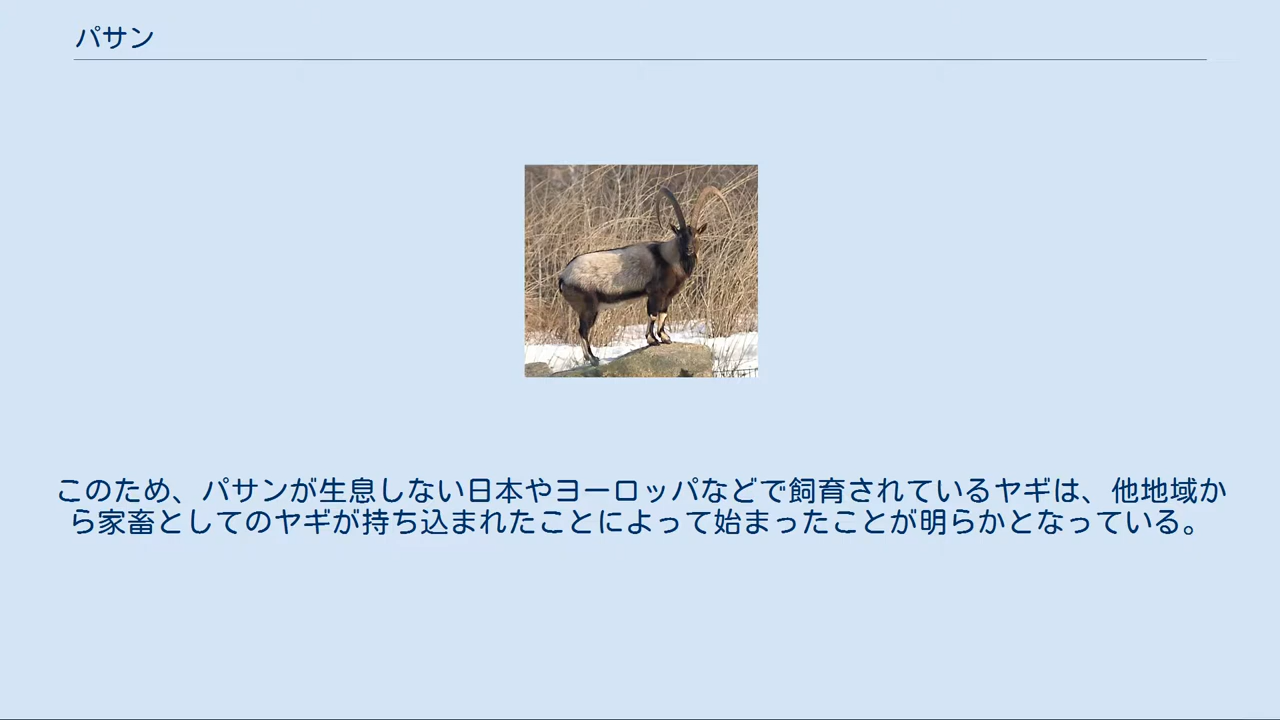 パサン
このため、パサンが生息しない日本やヨーロッパなどで飼育されているヤギは、他地域か
ら家畜としてのヤギが持ち込まれたことによって始まったことが明らかとなっている。